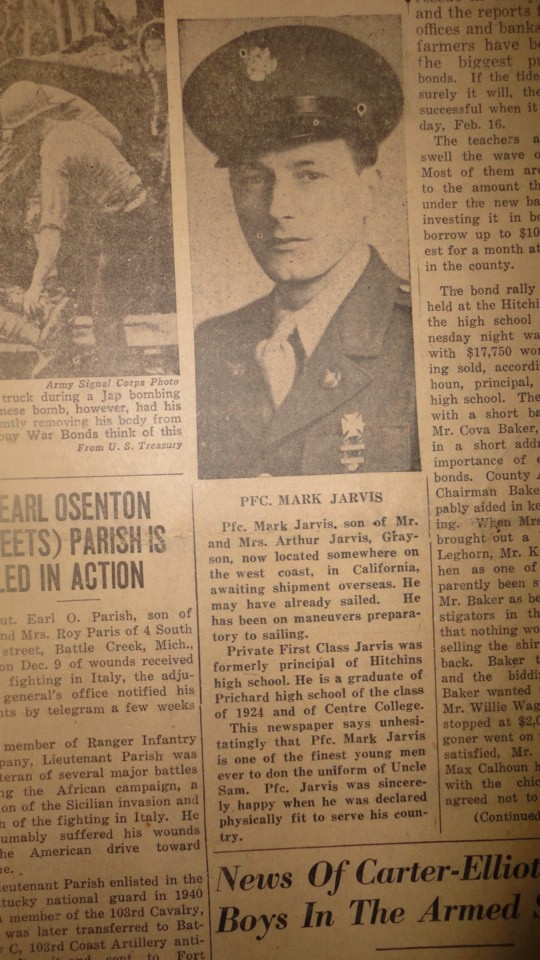 Army Signal Corps Photo
truck during a Jap bombing
nese bomb, however, had his
ently removing his body from
buy War Bonds think of this
From U. S. Treasury
EARL OSENTON
EETS) PARISH IS
LED IN ACTION
ut. Earl O. Parish, son of
nd Mrs. Roy Paris of 4 South
street, Battle Creek, Mich.,
on Dec. 9 of wounds received
fighting in Italy, the adju-
general's office notified his
nts by telegram a few weeks
member of Ranger Infantry
pany, Lieutenant Parish was
teran of several major battles
ng the African campaign, a
on of the Sicilian invasion and
h of the fighting in Italy. He
umably suffered his wounds
he American drive toward
ne.
ieutenant Parish enlisted in the
tucky national guard in 1940
a member of the 103rd Cavalry,
was later transferred to Bat-
y C, 103rd Coast Artillery anti-
sent to Fort
PFC. MARK JARVIS
Pfc. Mark Jarvis, son of Mr.
and Mrs. Arthur Jarvis, Gray-
son, now located somewhere on
the west coast, in California,
awaiting shipment overseas. He
may have already sailed. He
has been on maneuvers prepara-
tory to sailing.
Private First Class Jarvis was
formerly principal of Hitchins
high school. He is a graduate of
Prichard high school of the class
of 1924 and of Centre College.
This newspaper says unhesi-
tatingly that Pfc. Mark Jarvis
is one of the finest young men
ever to don the uniform of Uncle
Sam. Pfc. Jarvis was sincere-
ly happy when he was declared
physically fit to serve his coun-
try.
and the reports
offices and banks
farmers have be
the biggest pu
bonds. If the tide
surely it will, the
successful when it
day, Feb. 16.
The teachers a
swell the wave o
Most of them are
to the amount th
under the new ba
investing it in bo
borrow up to $10
est for a month at
in the county.
The bond rally
held at the Hitchi
the high school
nesday night wa
with $17,750 wor
ing sold, accordi
houn, principal,
high school. The
with a short ba
Mr. Cova Baker,
in a short addr
importance of
bonds. County
Chairman Bake
pably aided in ke
ing. When Mrs
brought out a
Leghorn, Mr. K
hen as one of
parently been s
Mr. Baker as be
stigators in th
that nothing wo
selling the shir
back. Baker t
and the biddi
Baker wanted
Mr. Willie Wag
stopped at $2,0
goner went on
satisfied, Mr.
Max Calhoun h
with the chic
agreed not to
(Continued
News Of Carter-Elliot
Boys In The Armed S